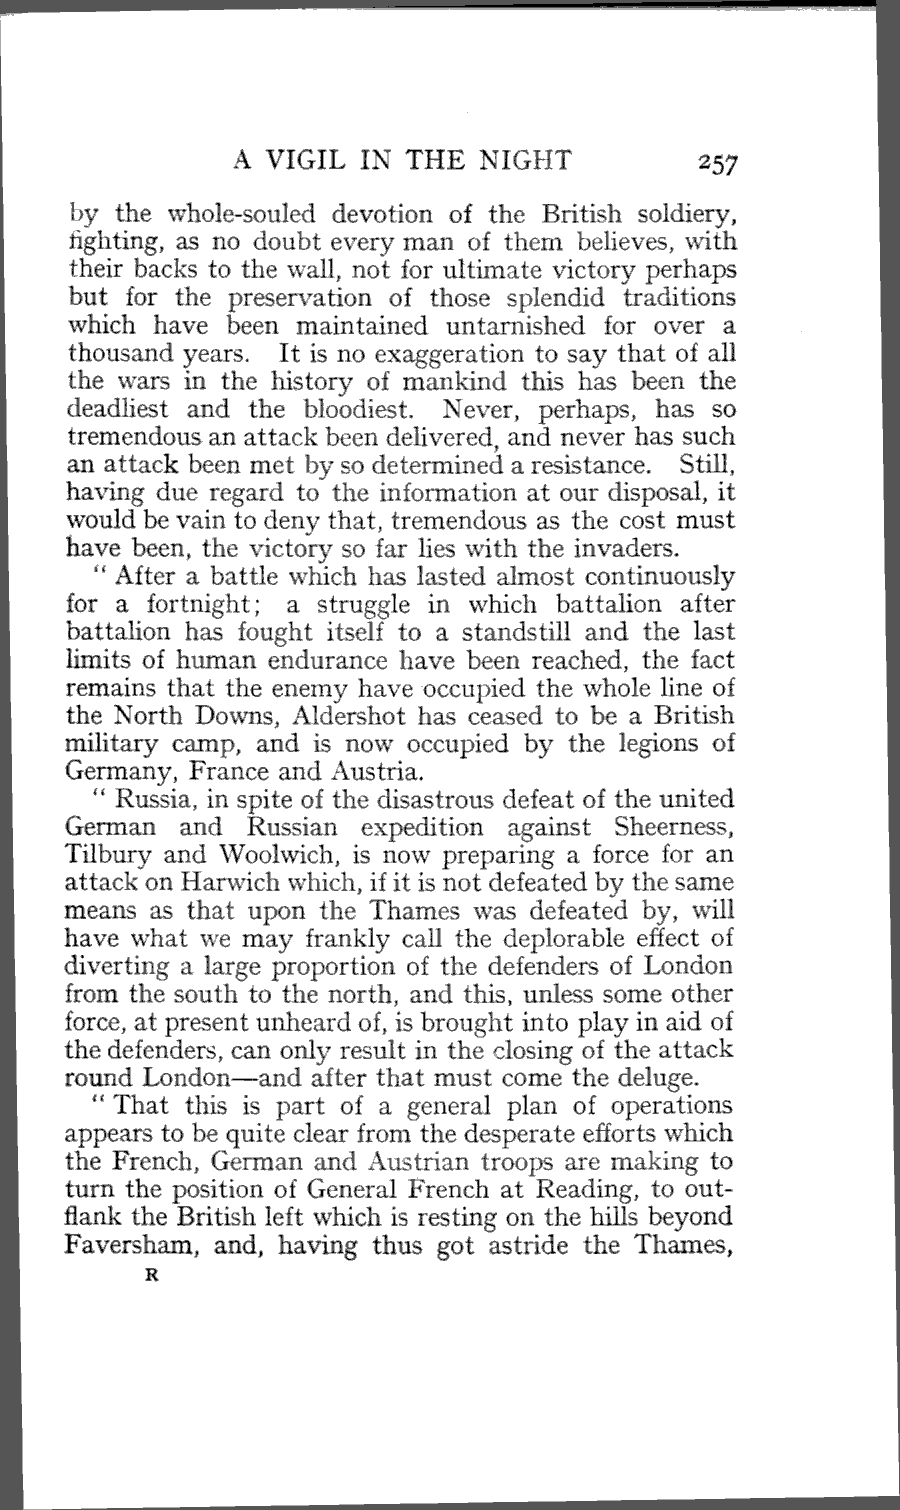 A VIGIL IN THE NIGHT 257
by the whole-souled devotion of the British soldiery,
fighting, as no doubt every man of them believes, with
their backs to the wall, not for ultimate victory perhaps
but for the preservation of those splendid traditions
which have been maintained untarnished for over a
thousand years. It is no exaggeration to say that of all
the wars in the history of mankind this has been the
deadliest and the bloodiest. Never, perhaps, has so
tremendous an attack been delivered, and never has such
an attack been met by so determined a resistance. Still,
having due regard to the information at our disposal, it
would be vain to deny that, tremendous as the cost must
have been, the victory so far lies with the invaders.
“ After a battle which has lasted almost continuously
for a fortnight; a struggle in which battalion after
battalion has fought itself to a standstill and the last
limits of human endurance have been reached, the fact
remains that the enemy have occupied the whole line of
the North Downs, Aldershot has ceased to be a British
military camp, and is now occupied by the legions of
Germany, France and Austria.
“ Russia, in spite of the disastrous defeat of the united
German and Russian expedition against Sheerness,
Tilbury and Woolwich, is now preparing a force for an
attack on Harwich which, if it is not defeated by the same
means as that upon the Thames was defeated by, will
have what we may frankly call the deplorable effect of
diverting a large proportion of the defenders of London
from the south to the north, and this, unless some other
force, at present unheard of, is brought into play in aid of
the defenders, can only result in the closing of the attack
round London—and after that must come the deluge.
“ That this is part of a general plan of operations
appears to be quite clear from the desperate efforts which
the French, German and Austrian troops are making to
turn the position of General French at Reading, to out-
flank the British left which is resting on the hills beyond
Faversham, and, having thus got astride the Thames,
R